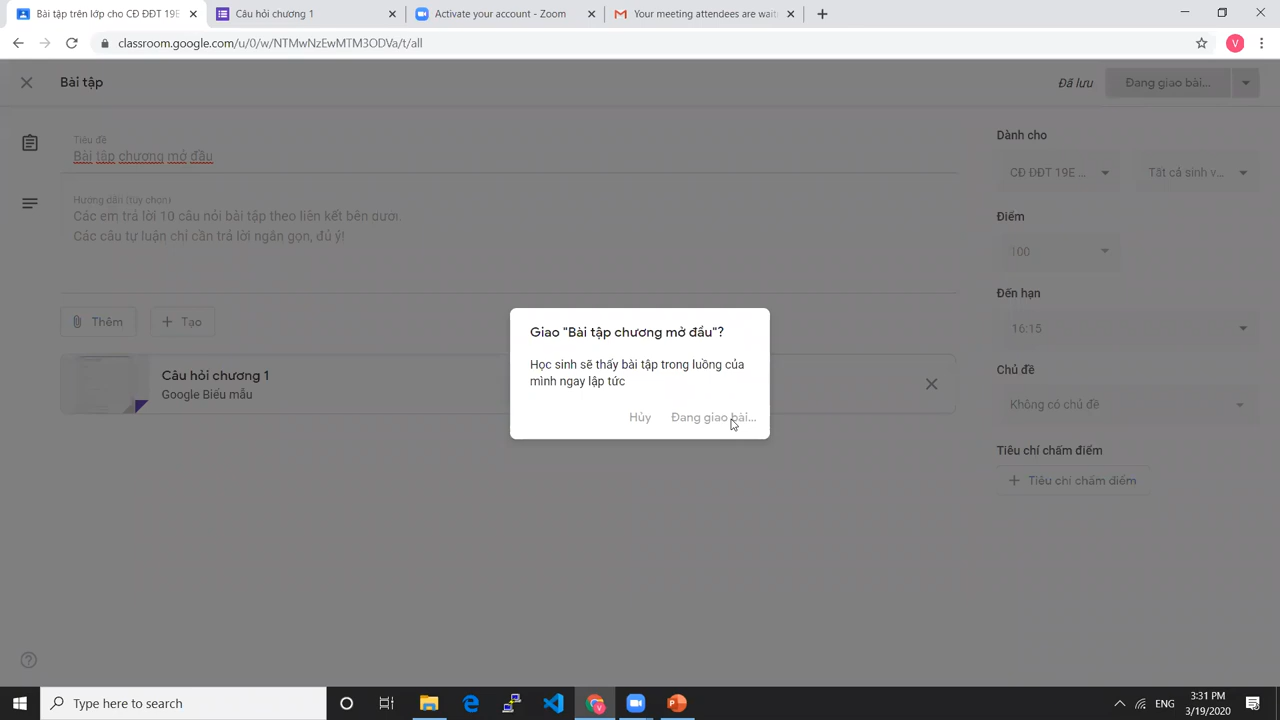 Bài tập trên lớp cho CĐ ĐĐT 19E
Câu hỏi chương 1
Activate your account - Zoom
Your meeting attendees are wait
classroom.google.com/u/0/w/NTMwNzEwMTM3ODVa/t/all
V
Bài tập
Đã lưu
Đang giao bài...
Tiêu đề
Bài tập chương mở đầu
Hướng dẫn (tùy chọn)
Các em trả lời 10 câu hỏi bài tập theo liên kết bên dưới.
Các câu tự luận chỉ cần trả lời ngắn gọn, đủ ý!
Thêm
Tạo
Câu hỏi chương 1
Google Biểu mẫu
Dành cho
CĐ ĐĐT 19E ...
Tất cả sinh v...
Điểm
100
Đến hạn
16:15
Chủ đề
Không có chủ đề
Tiêu chí chấm điểm
Tiêu chí chấm điểm
Giao "Bài tập chương mở đầu"?
Học sinh sẽ thấy bài tập trong luồng của
mình ngay lập tức
Hủy
Đang giao bài...
Type here to search
ENG
3:31 PM
3/19/2020